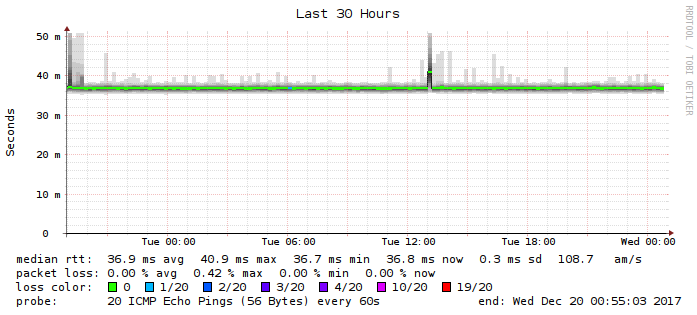 Last 30 Hours
RRDTOOL / TOBI OETIKER
Seconds
50 m
40 m
30 m
20 m
10 m
0
Tue 00:00 Tue 06:00 Tue 12:00 Tue 18:00 Wed 00:00
median rtt: 36.9 ms avg 40.9 ms max 36.7 ms min 36.8 ms now 0.3 ms sd 108.7 am/s
packet loss: 0.00 % avg 0.42 % max 0.00 % min 0.00 % now
loss color: 0 1/20 2/20 3/20 4/20 10/20 19/20
probe: 20 ICMP Echo Pings (56 Bytes) every 60s end: Wed Dec 20 00:55:03 2017